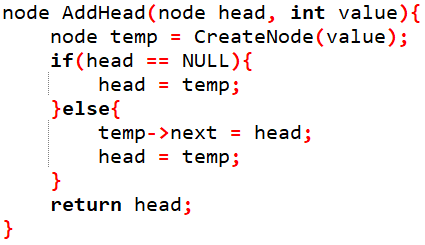 node AddHead(node head, int value){
    node temp = CreateNode(value);
    if(head == NULL){
        head = temp;
    }else{
        temp->next = head;
        head = temp;
    }
    return head;
}